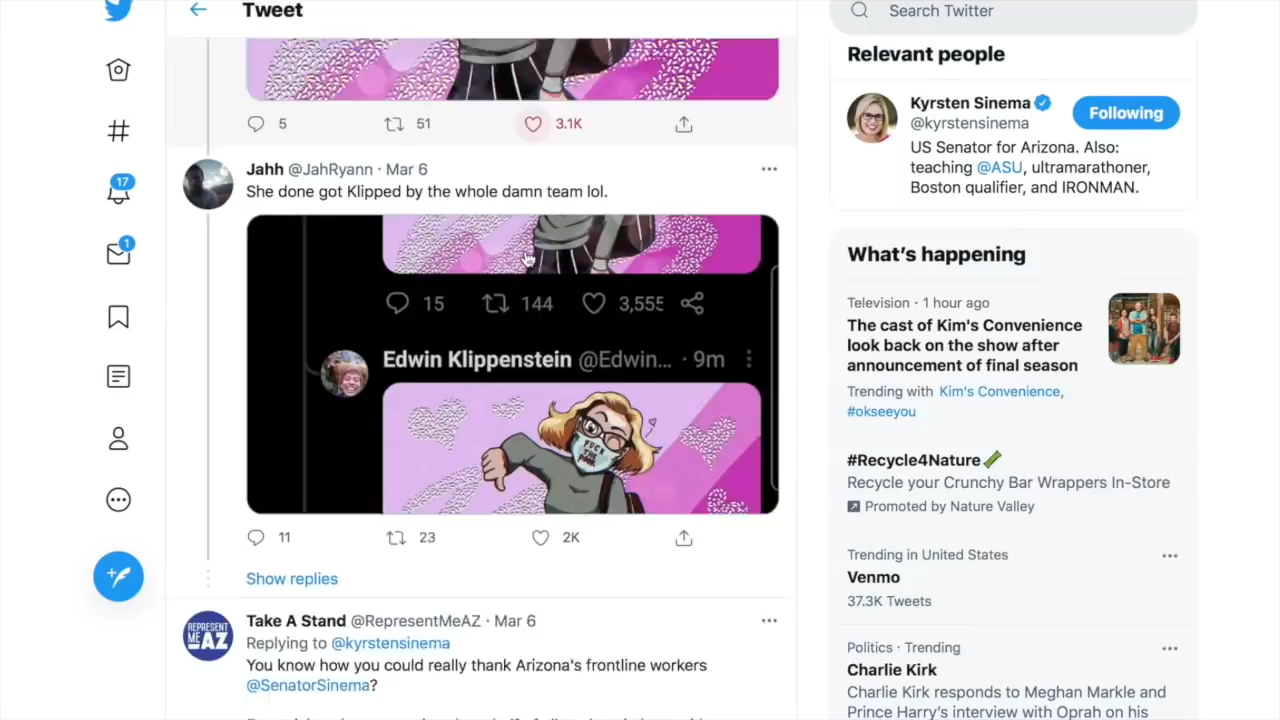 Tweet
5
51
3.1K
Jahh @JahRyann · Mar 6
She done got Klipped by the whole damn team lol.
15
144
3,555
Edwin Klippenstein @Edwin... · 9m
FUCK
THE
POOR
11
23
2K
Show replies
REPRESENT
ME
AZ
Take A Stand @RepresentMeAZ · Mar 6
Replying to @kyrstensinema
You know how you could really thank Arizona's frontline workers
@SenatorSinema?
17
1
Search Twitter
Relevant people
Kyrsten Sinema
@kyrstensinema
Following
US Senator for Arizona. Also:
teaching @ASU, ultramarathoner,
Boston qualifier, and IRONMAN.
What's happening
Television · 1 hour ago
The cast of Kim's Convenience
look back on the show after
announcement of final season
Trending with Kim's Convenience,
#okseeyou
#Recycle4Nature
Recycle your Crunchy Bar Wrappers In-Store
Promoted by Nature Valley
Trending in United States
Venmo
37.3K Tweets
Politics · Trending
Charlie Kirk
Charlie Kirk responds to Meghan Markle and
Prince Harry's interview with Oprah on his